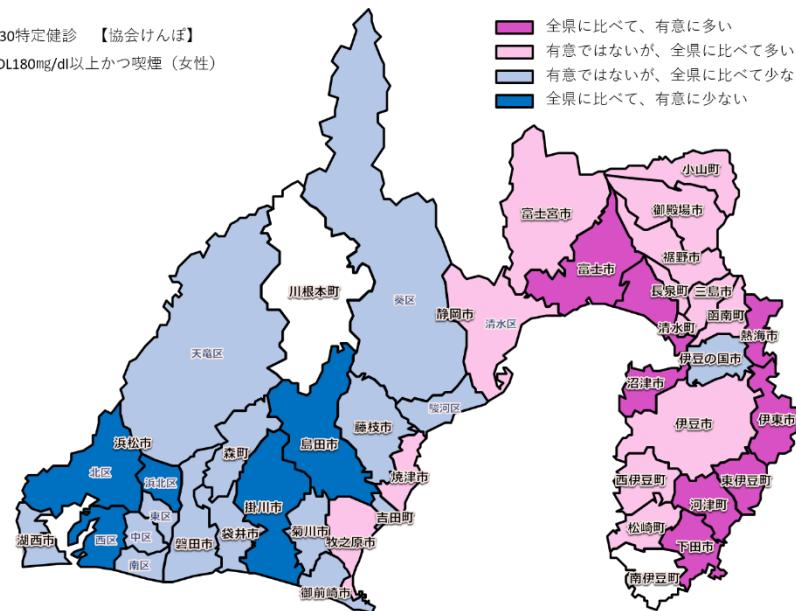 30特定健診 【協会けんぽ】
DL180mg/dl以上かつ喫煙（女性）
全県に比べて、有意に多い
有意ではないが、全県に比べて多い
有意ではないが、全県に比べて少な
全県に比べて、有意に少ない
小山町
富士宮市
御殿場市
裾野市
富士市
川根本町
長泉町
三島市
葵区
静岡市
清水区
清水町
函南町
熱海市
天竜区
伊豆の国市
沼津市
駿河区
藤枝市
伊豆市
伊東市
浜松市
島田市
森町
北区
浜北区
焼津市
西伊豆町
東伊豆町
掛川市
河津町
吉田町
東区
松崎町
菊川市
湖西市
西区
中区
磐田市
袋井市
牧之原市
下田市
南区
南伊豆町
御前崎市